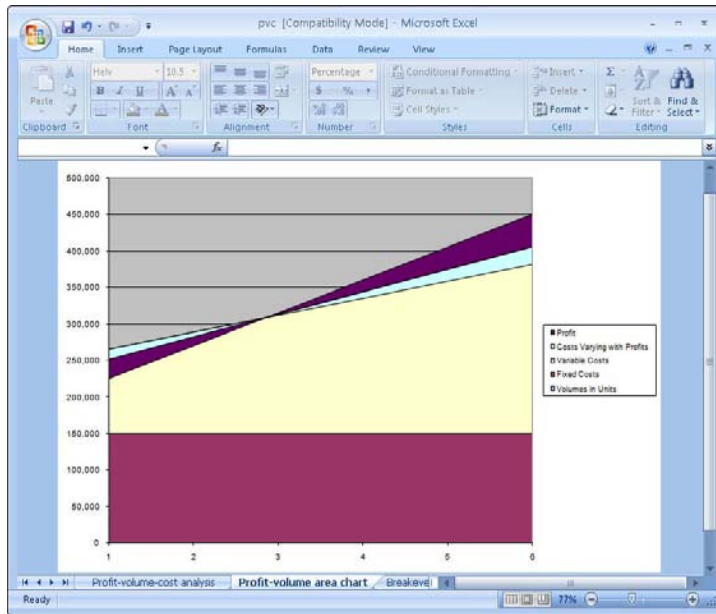 pvc [Compatibility Mode] - Microsoft Excel
Home Insert Page Layout Formulas Data Review View
Paste
Clipboard
Helv 10.5
B I U A A
A
Font
Alignment
Percentage
$ % ,
Number
Conditional Formatting
Format as Table
Cell Styles
Styles
Insert
Delete
Format
Cells
Σ
Sort & Filter
Find & Select
Editing
fx
500,000
450,000
400,000
350,000
300,000
250,000
200,000
150,000
100,000
50,000
0
1 2 3 4 5 6
Profit
Costs Varying with Profits
Variable Costs
Fixed Costs
Volumes in Units
Profit-volume-cost analysis Profit-volume area chart Breakeve
Ready 77%